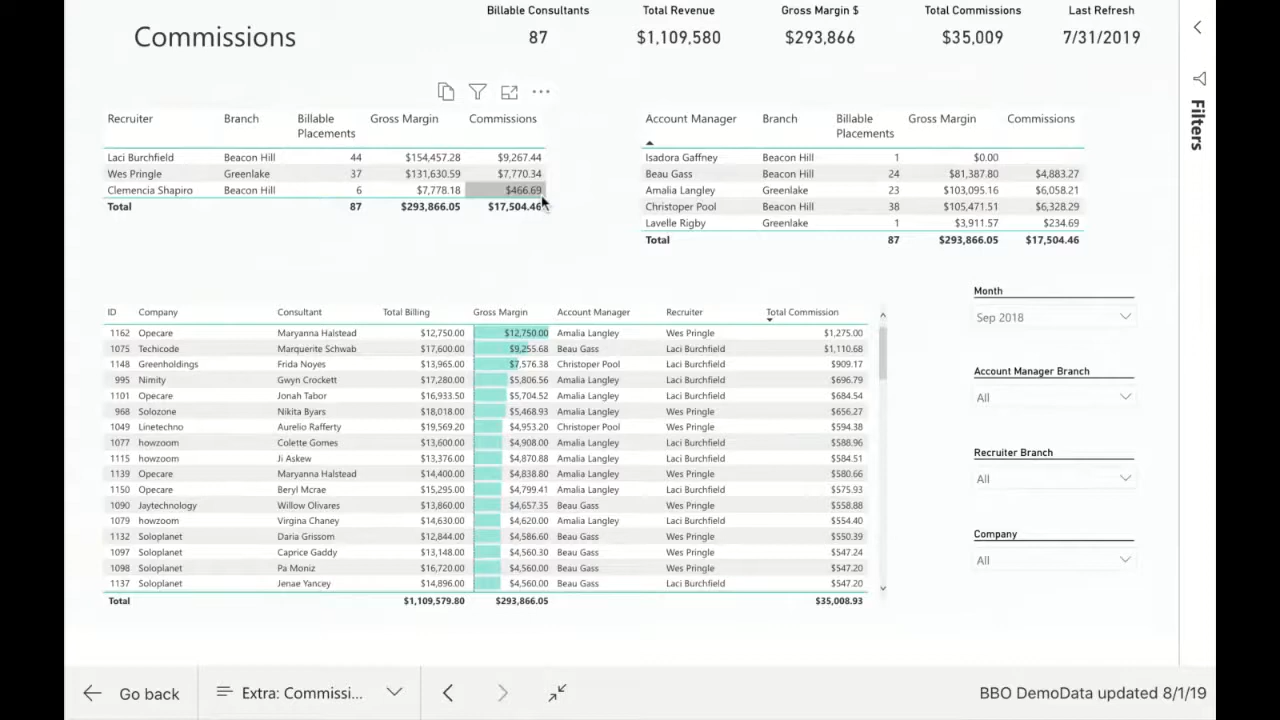 Commissions
Billable Consultants
87
Total Revenue
$1,109,580
Gross Margin $
$293,866
Total Commissions
$35,009
Last Refresh
7/31/2019
Filters
Recruiter Branch Billable Placements Gross Margin Commissions
Laci Burchfield Beacon Hill 44 $154,457.28 $9,267.44
Wes Pringle Greenlake 37 $131,630.59 $7,770.34
Clemencia Shapiro Beacon Hill 6 $7,778.18 $466.69
Total 87 $293,866.05 $17,504.46
Account Manager Branch Billable Placements Gross Margin Commissions
Isadora Gaffney Beacon Hill 1 $0.00
Beau Gass Beacon Hill 24 $81,387.80 $4,883.27
Amalia Langley Greenlake 23 $103,095.16 $6,058.21
Christoper Pool Beacon Hill 38 $105,471.51 $6,328.29
Lavelle Rigby Greenlake 1 $3,911.57 $234.69
Total 87 $293,866.05 $17,504.46
ID Company Consultant Total Billing Gross Margin Account Manager Recruiter Total Commission
1162 Opecare Maryanna Halstead $12,750.00 $12,750.00 Amalia Langley Wes Pringle $1,275.00
1075 Techicode Marquerite Schwab $17,600.00 $9,255.68 Beau Gass Laci Burchfield $1,110.68
1148 Greenholdings Frida Noyes $13,965.00 $7,576.38 Christoper Pool Laci Burchfield $909.17
995 Nimity Gwyn Crockett $17,280.00 $5,806.56 Amalia Langley Laci Burchfield $696.79
1101 Opecare Jonah Tabor $16,933.50 $5,704.52 Amalia Langley Laci Burchfield $684.54
968 Solozone Nikita Byars $18,018.00 $5,468.93 Amalia Langley Wes Pringle $656.27
1049 Linetechno Aurelio Rafferty $19,569.20 $4,953.20 Christoper Pool Wes Pringle $594.38
1077 howzoom Colette Gomes $13,600.00 $4,908.00 Amalia Langley Laci Burchfield $588.96
1115 howzoom Ji Askew $13,376.00 $4,870.88 Amalia Langley Laci Burchfield $584.51
1139 Opecare Maryanna Halstead $14,400.00 $4,838.80 Amalia Langley Wes Pringle $580.66
1150 Opecare Beryl Mcrae $15,295.00 $4,799.41 Amalia Langley Laci Burchfield $575.93
1090 Jaytechnology Willow Olivares $13,860.00 $4,657.35 Beau Gass Wes Pringle $558.88
1079 howzoom Virgina Chaney $14,630.00 $4,620.00 Amalia Langley Laci Burchfield $554.40
1132 Soloplanet Daria Grissom $12,844.00 $4,586.60 Beau Gass Wes Pringle $550.39
1097 Soloplanet Caprice Gaddy $13,148.00 $4,560.30 Beau Gass Wes Pringle $547.24
1098 Soloplanet Pa Moniz $16,720.00 $4,560.00 Beau Gass Wes Pringle $547.20
1137 Soloplanet Jenae Yancey $14,896.00 $4,560.00 Beau Gass Laci Burchfield $547.20
Total $1,109,579.80 $293,866.05 $35,008.93
Month
Sep 2018
Account Manager Branch
All
Recruiter Branch
All
Company
All
Go back
Extra: Commissi...
BBO DemoData updated 8/1/19